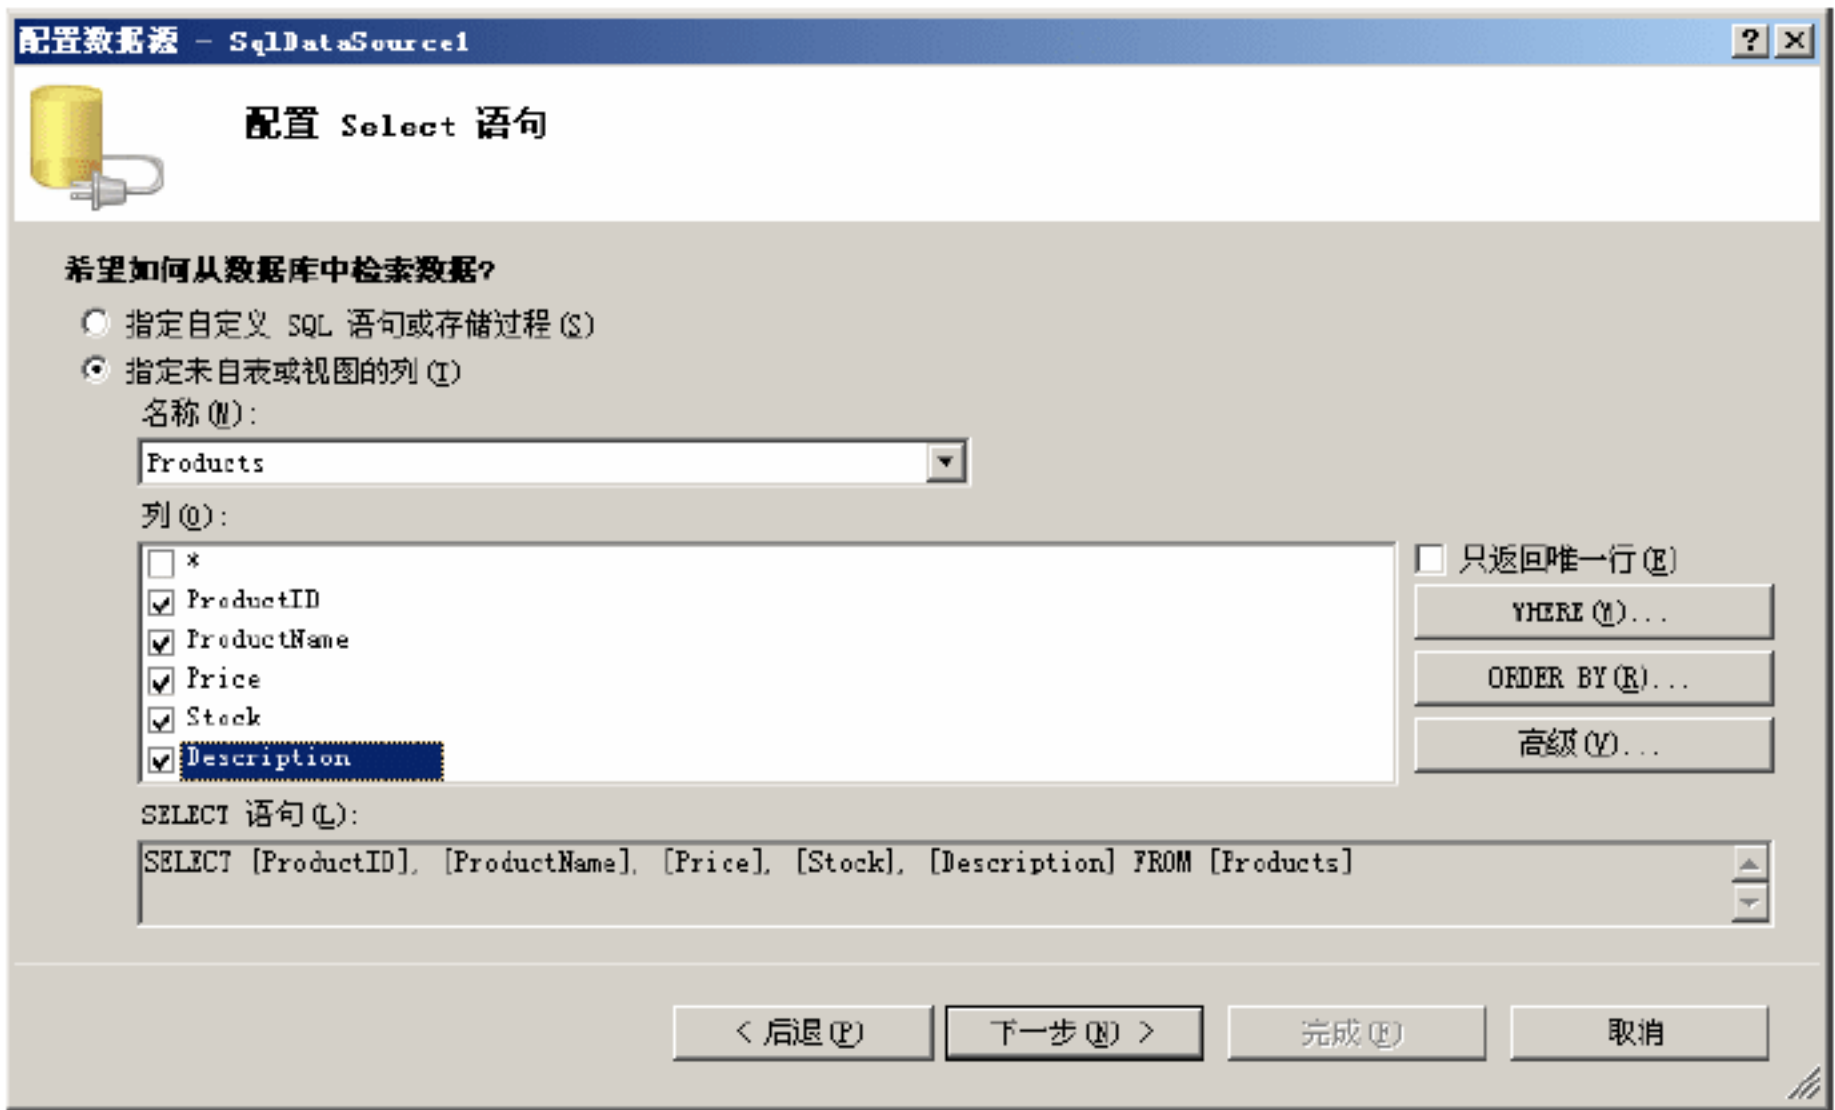 配置数据源 - SqlDataSource1
配置 Select 语句
希望如何从数据库中检索数据?
指定自定义 SQL 语句或存储过程(S)
指定来自表或视图的列(T)
名称(N):
Products
列(O):
*
只返回唯一行(E)
ProductID
WHERE(W)...
ProductName
Price
ORDER BY(R)...
Stock
高级(V)...
Description
SELECT 语句(L):
SELECT [ProductID], [ProductName], [Price], [Stock], [Description] FROM [Products]
< 后退(P)
下一步(N) >
完成(F)
取消